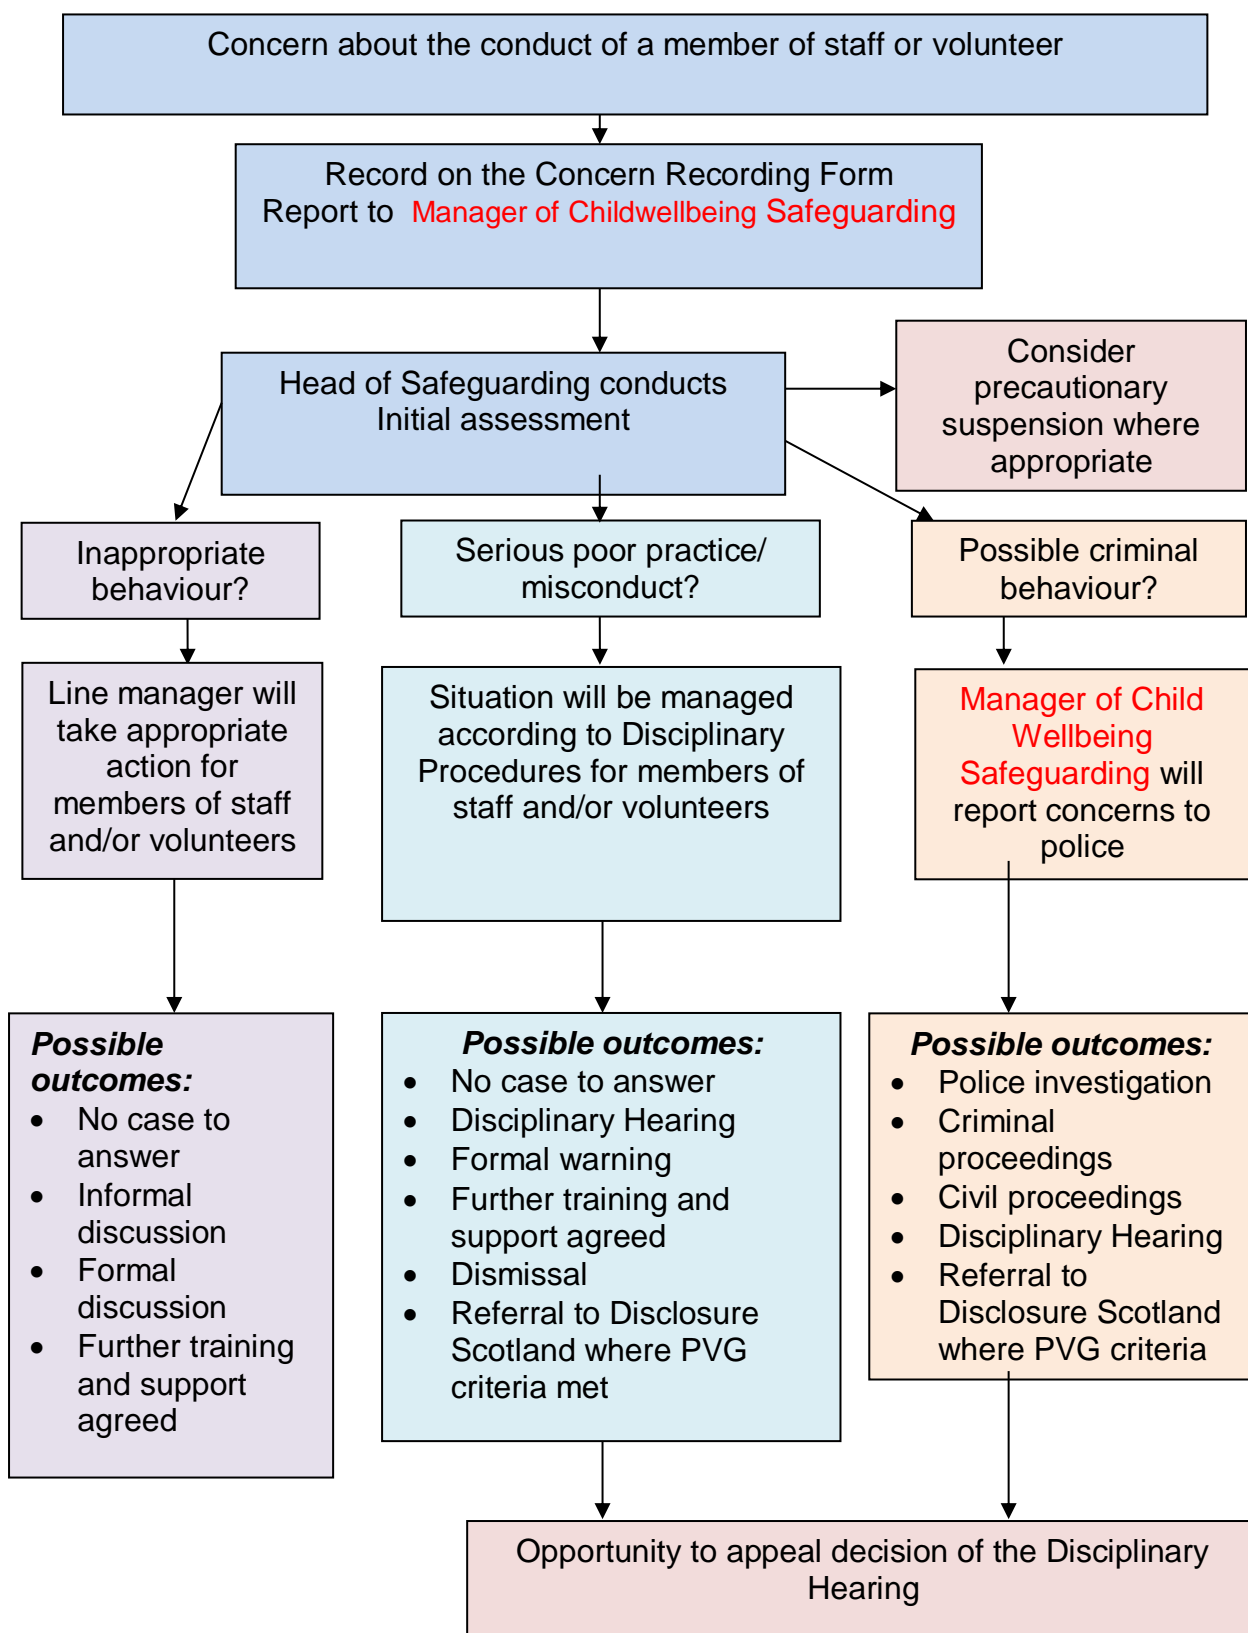 Concern about the conduct of a member of staff or volunteer
Record on the Concern Recording Form
Report to Manager of Childwellbeing Safeguarding
Head of Safeguarding conducts
Initial assessment
Consider
precautionary
suspension where
appropriate
Inappropriate
behaviour?
Serious poor practice/
misconduct?
Possible criminal
behaviour?
Line manager will
take appropriate
action for
members of staff
and/or volunteers
Situation will be managed
according to Disciplinary
Procedures for members of
staff and/or volunteers
Manager of Child
Wellbeing
Safeguarding will
report concerns to
police
Possible
outcomes:
• No case to
answer
• Informal
discussion
• Formal
discussion
• Further training
and support
agreed
Possible outcomes:
• No case to answer
• Disciplinary Hearing
• Formal warning
• Further training and
support agreed
• Dismissal
• Referral to Disclosure
Scotland where PVG
criteria met
Possible outcomes:
• Police investigation
• Criminal
proceedings
• Civil proceedings
• Disciplinary Hearing
• Referral to
Disclosure Scotland
where PVG criteria
Opportunity to appeal decision of the Disciplinary
Hearing